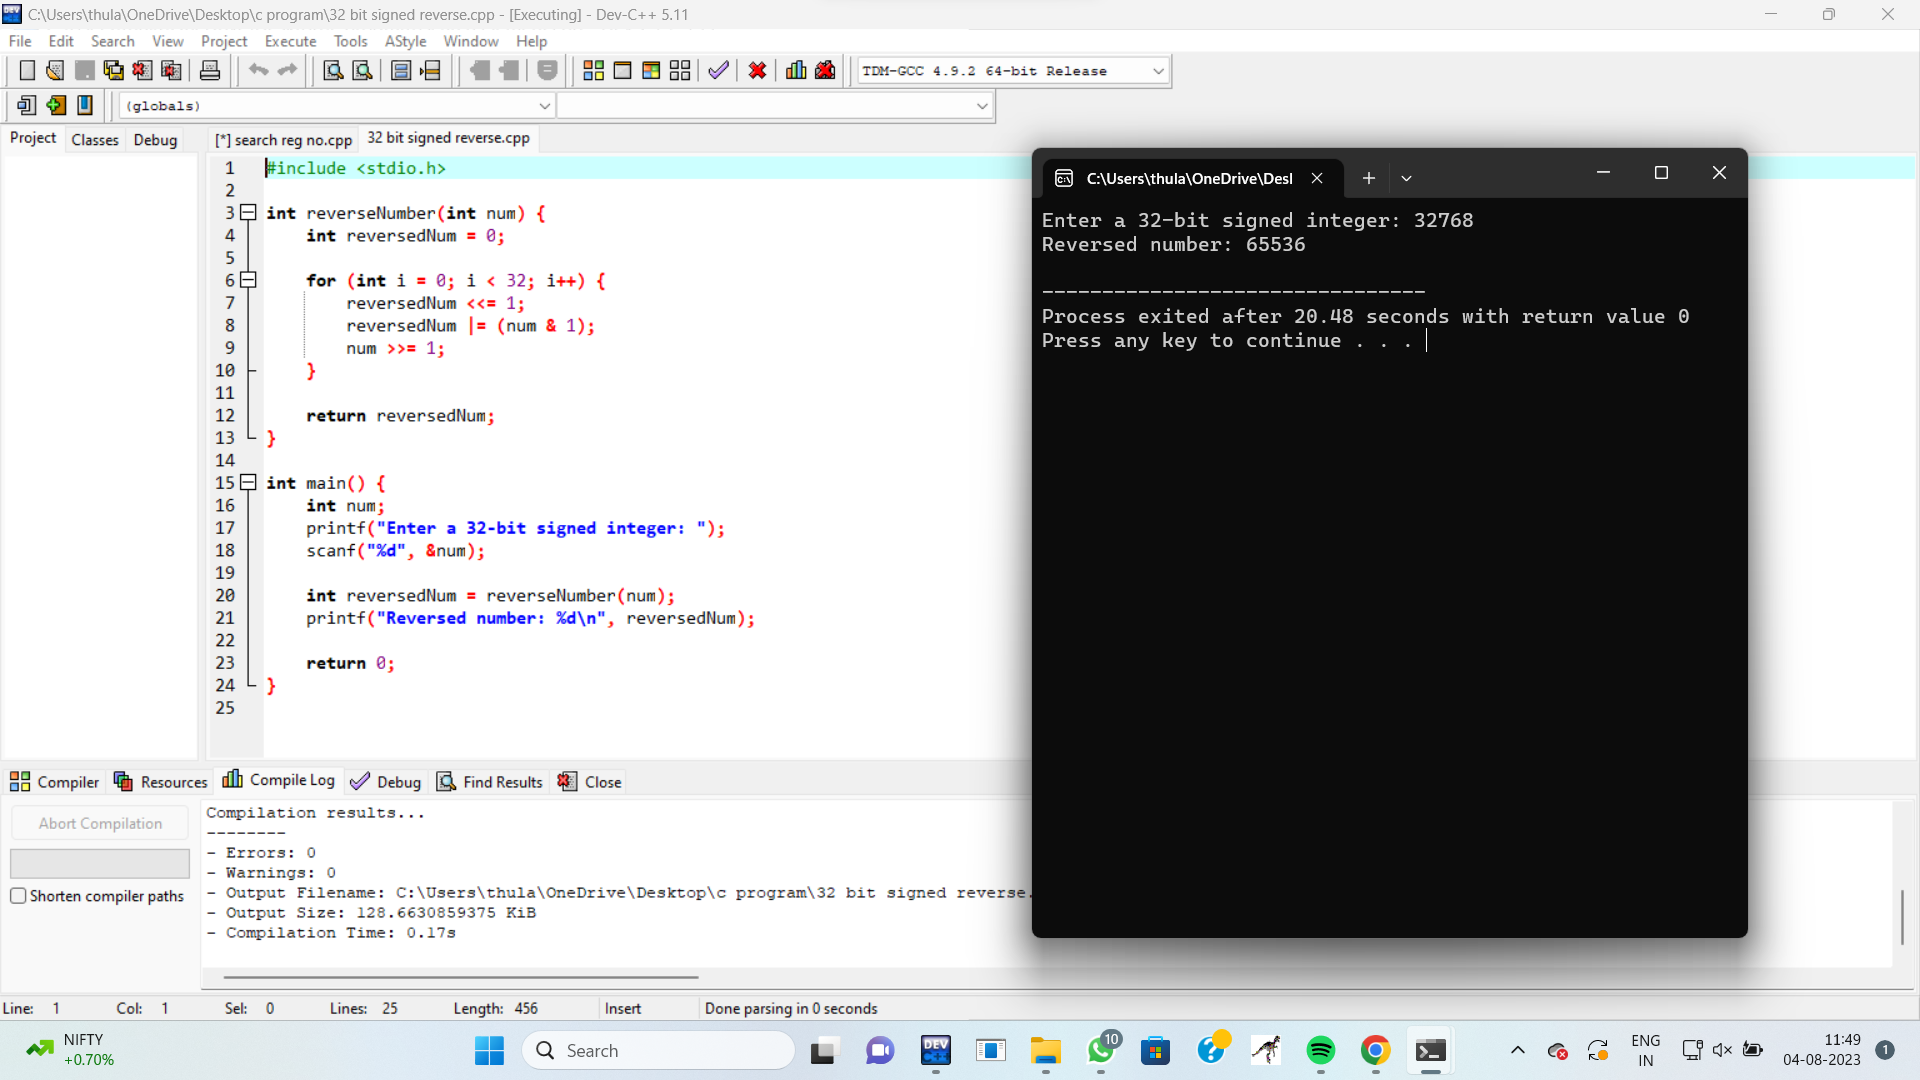 C:\Users\thula\OneDrive\Desktop\c program\32 bit signed reverse.cpp - [Executing] - Dev-C++ 5.11
File Edit Search View Project Execute Tools AStyle Window Help
TDM-GCC 4.9.2 64-bit Release
(globals)
Project Classes Debug
[*] search reg no.cpp 32 bit signed reverse.cpp
1 #include <stdio.h>
2
3 int reverseNumber(int num) {
4 int reversedNum = 0;
5
6 for (int i = 0; i < 32; i++) {
7 reversedNum <<= 1;
8 reversedNum |= (num & 1);
9 num >>= 1;
10 }
11
12 return reversedNum;
13 }
14
15 int main() {
16 int num;
17 printf("Enter a 32-bit signed integer: ");
18 scanf("%d", &num);
19
20 int reversedNum = reverseNumber(num);
21 printf("Reversed number: %d\n", reversedNum);
22
23 return 0;
24 }
25
C:\Users\thula\OneDrive\Desl
Enter a 32-bit signed integer: 32768
Reversed number: 65536
--------------------------------
Process exited after 20.48 seconds with return value 0
Press any key to continue . . .
Compiler Resources Compile Log Debug Find Results Close
Abort Compilation
Shorten compiler paths
Compilation results...
--------
- Errors: 0
- Warnings: 0
- Output Filename: C:\Users\thula\OneDrive\Desktop\c program\32 bit signed reverse.
- Output Size: 128.6630859375 KiB
- Compilation Time: 0.17s
Line: 1 Col: 1 Sel: 0 Lines: 25 Length: 456 Insert Done parsing in 0 seconds
NIFTY
+0.70%
Search
DEV
C++
10
ENG
IN
11:49
04-08-2023
1